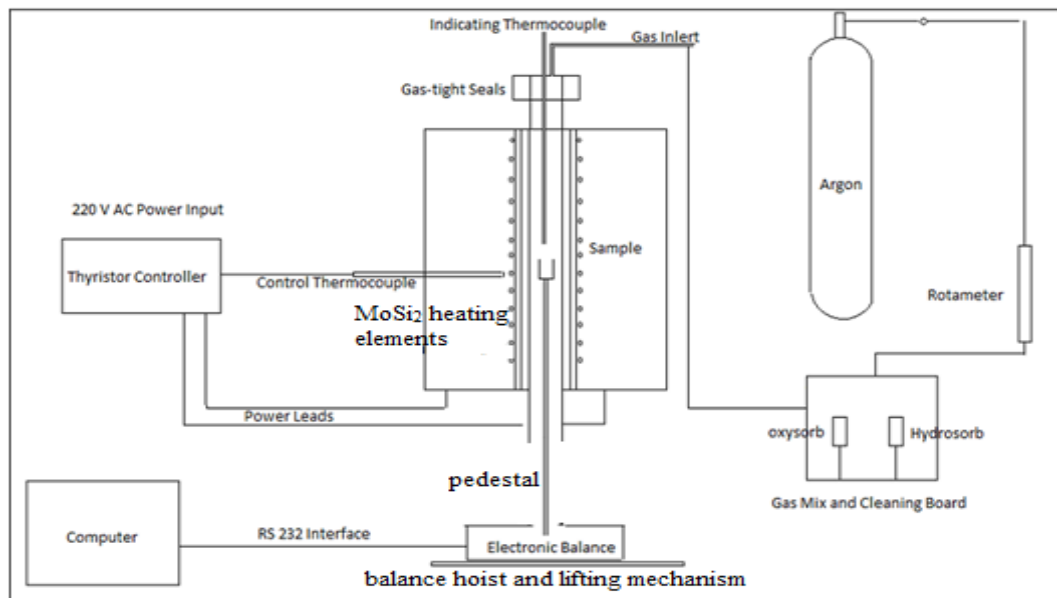 Indicating Thermocouple
Gas Inlert
Gas-tight Seals
Argon
220 V AC Power Input
Sample
Thyristor Controller
Control Thermocouple
Rotameter
MoSi₂ heating
elements
Power Leads
oxysorb
Hydrosorb
pedestal
Gas Mix and Cleaning Board
Computer
RS 232 Interface
Electronic Balance
balance hoist and lifting mechanism